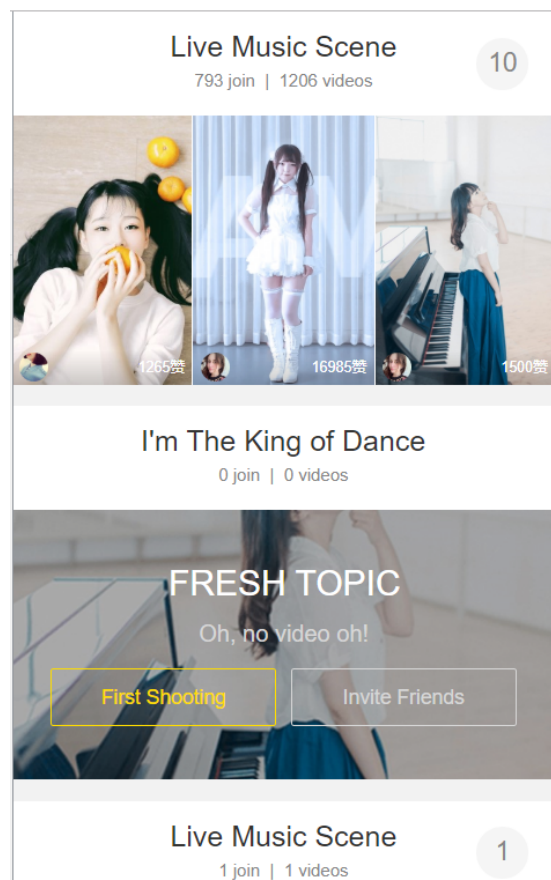 Live Music Scene
10
793 join | 1206 videos
1265赞
16985赞
1500赞
I'm The King of Dance
0 join | 0 videos
FRESH TOPIC
Oh, no video oh!
First Shooting
Invite Friends
Live Music Scene
1
1 join | 1 videos